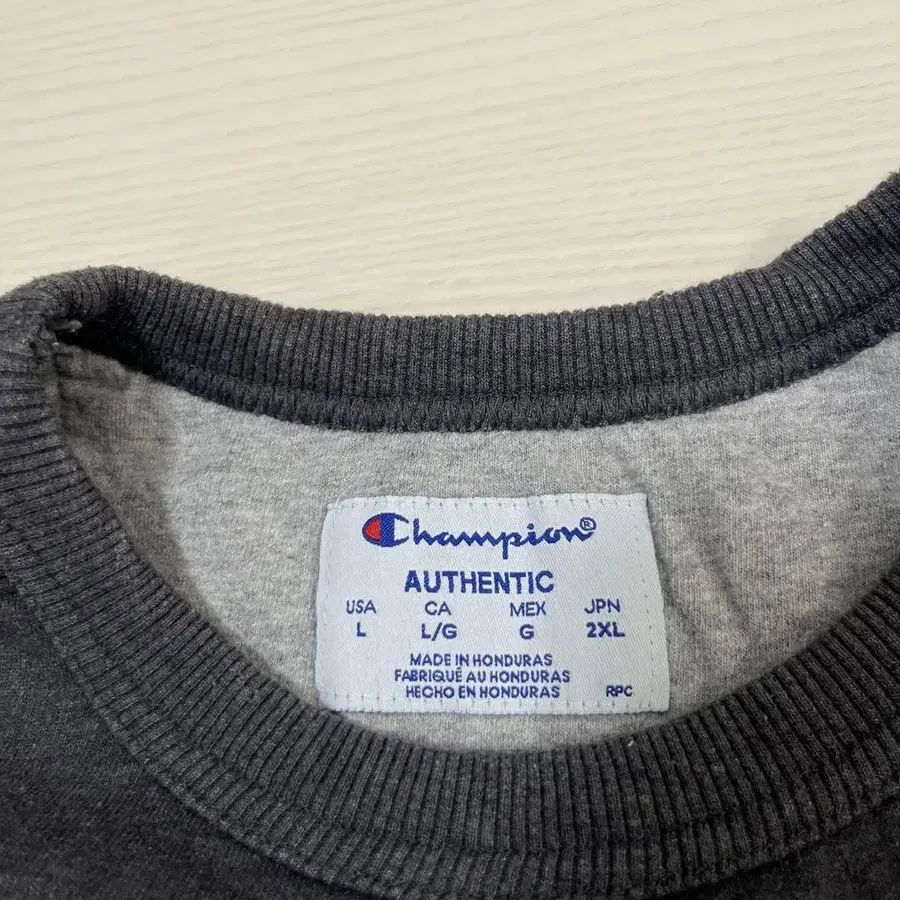 Champion®
AUTHENTIC
USA CA MEX JPN
L L/G G 2XL
MADE IN HONDURAS
FABRIQUÉ AU HONDURAS
HECHO EN HONDURAS RPC